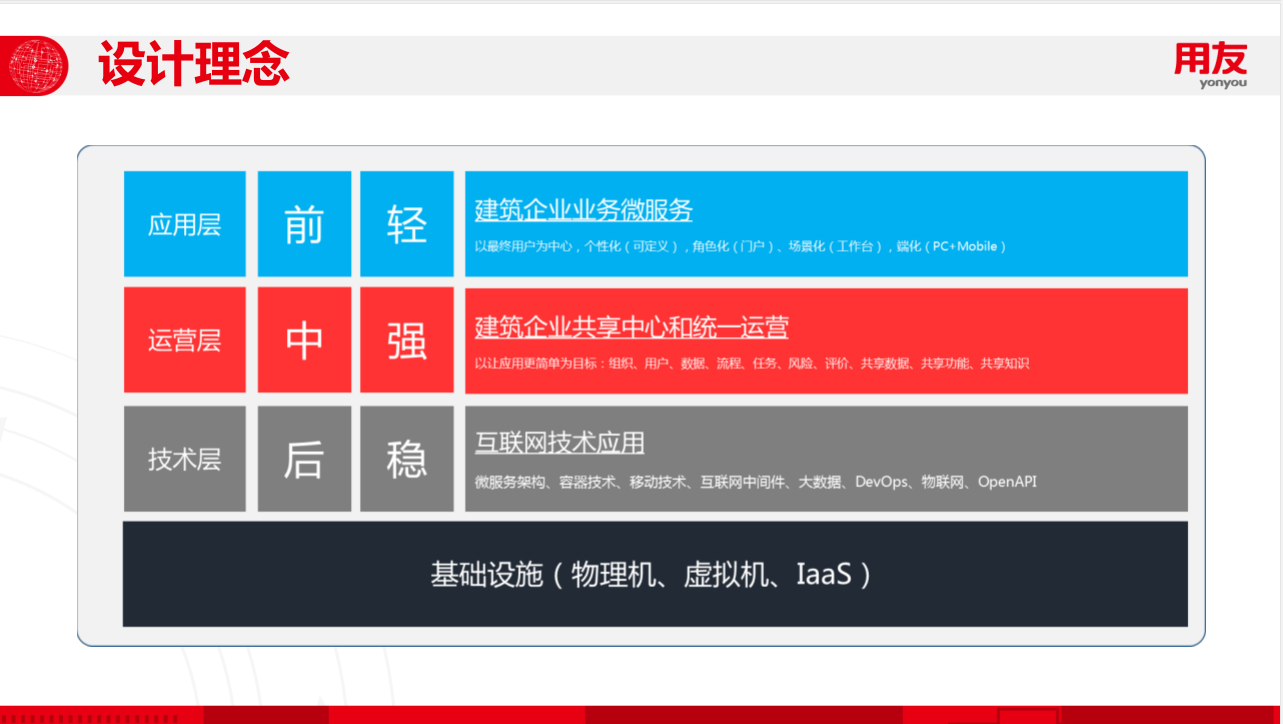 设计理念
用友
yonyou
应用层
前
轻
建筑企业业务微服务
以最终用户为中心，个性化（可定义），角色化（门户）、场景化（工作台），端化（PC+Mobile）
运营层
中
强
建筑企业共享中心和统一运营
以让应用更简单为目标：组织、用户、数据、流程、任务、风险、评价、共享数据、共享功能、共享知识
技术层
后
稳
互联网技术应用
微服务架构、容器技术、移动技术、互联网中间件、大数据、DevOps、物联网、OpenAPI
基础设施（物理机、虚拟机、IaaS）